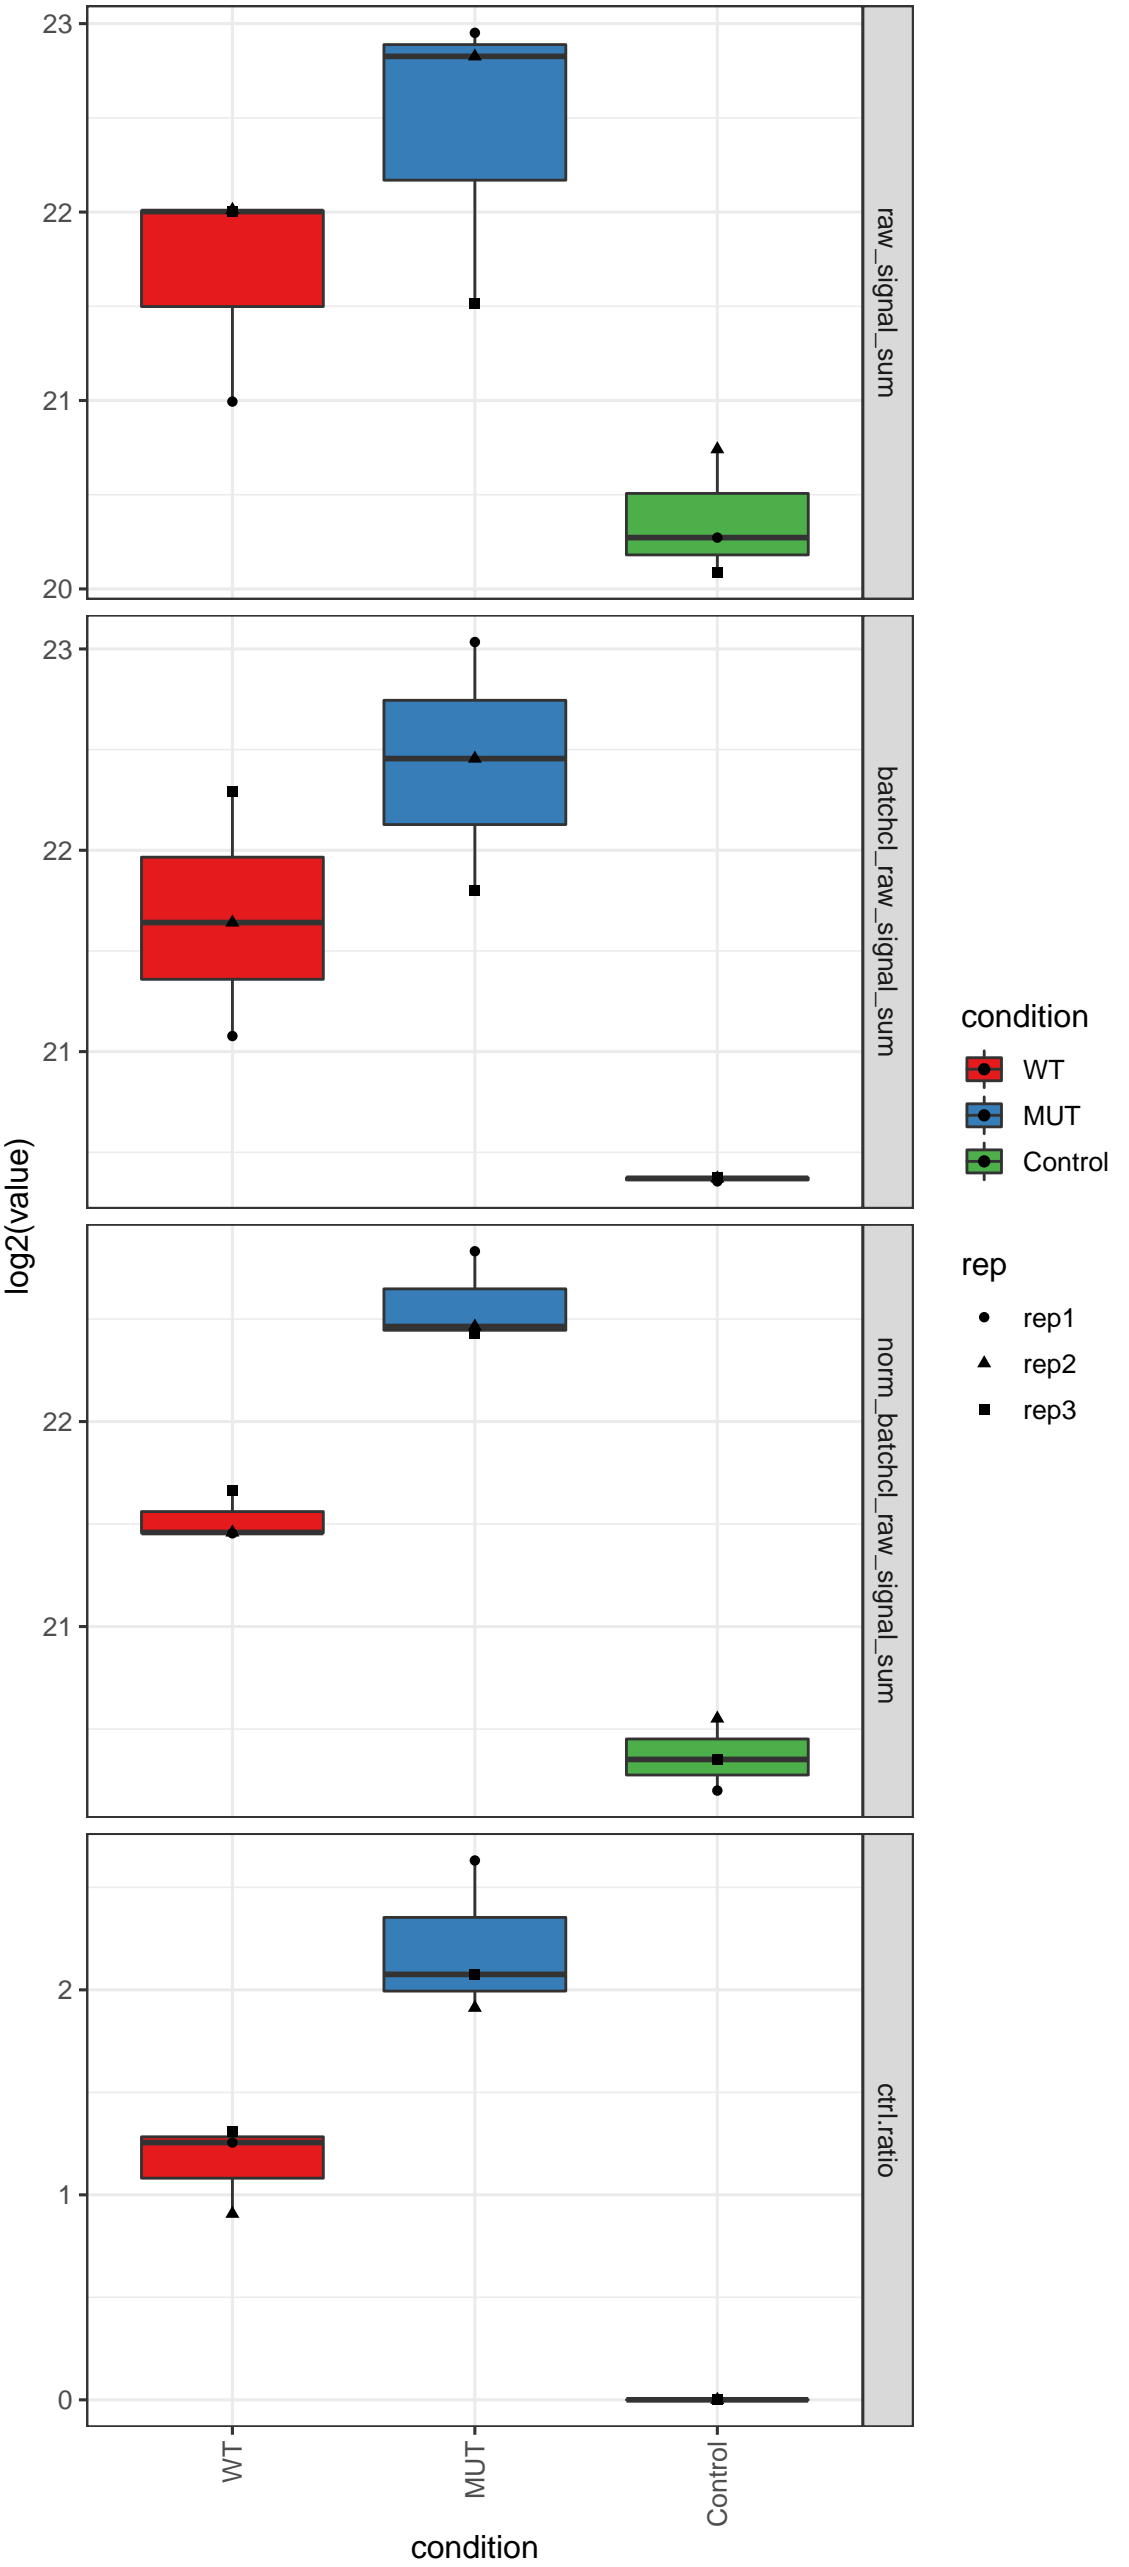 log2(value)
23
22
21
20
raw_signal_sum
23
22
21
batchcl_raw_signal_sum
22
21
norm_batchcl_raw_signal_sum
2
1
0
ctrl.ratio
WT
MUT
Control
condition
condition
WT
MUT
Control
rep
rep1
rep2
rep3